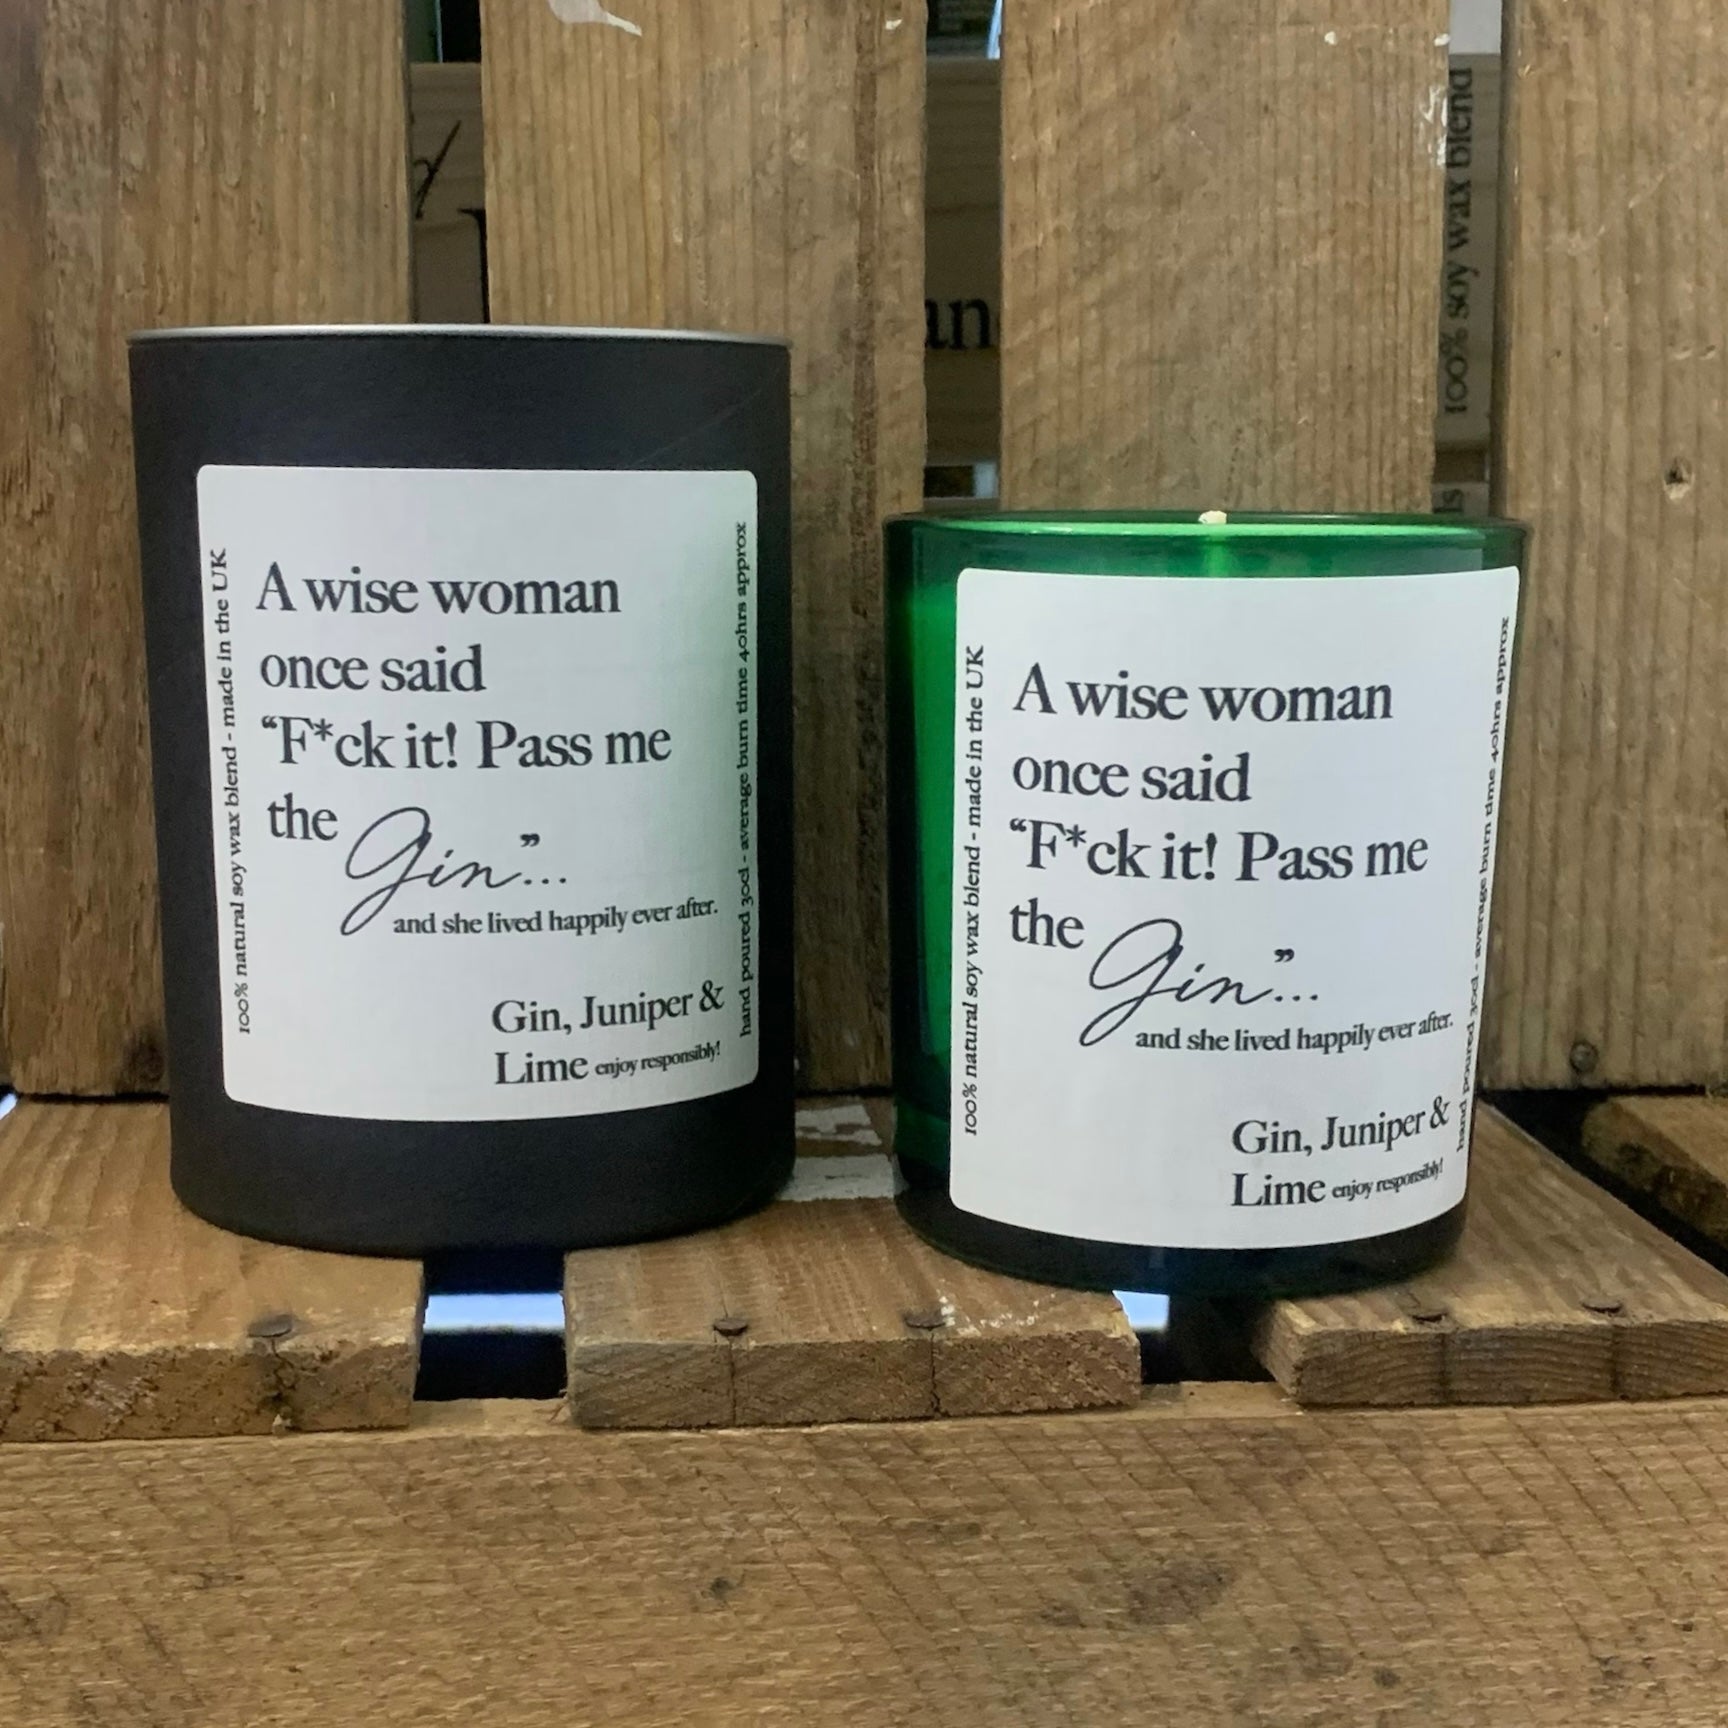 A wise woman
once said
“F*ck it! Pass me
the Gin”...
and she lived happily ever after.
Gin, Juniper &
Lime enjoy responsibly!
100% natural soy wax blend - made in the UK
hand poured 30cl - average burn time 40hrs approx
A wise woman
once said
“F*ck it! Pass me
the Gin”...
and she lived happily ever after.
Gin, Juniper &
Lime enjoy responsibly!
100% natural soy wax blend - made in the UK
hand poured 30cl - average burn time 40hrs approx
100% soy wax blend